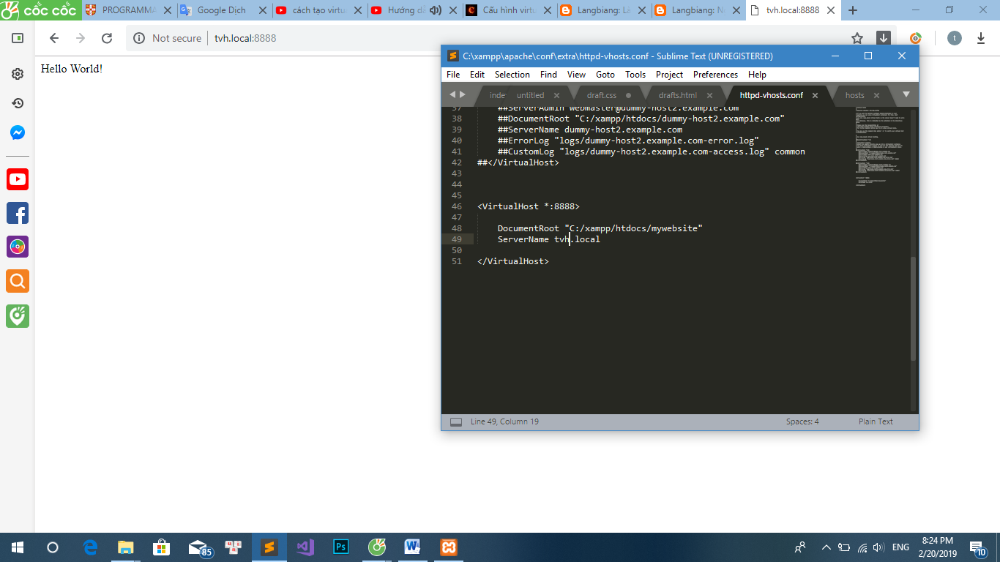 cốc cốc
PROGRAMMA
Google Dịch
cách tạo virtu
Hướng dẫ
Cấu hình virtu
Langbiang: Là
Langbiang: N
tvh.local:8888
Not secure
tvh.local:8888
t
Hello World!
C:\xampp\apache\conf\extra\httpd-vhosts.conf - Sublime Text (UNREGISTERED)
File Edit Selection Find View Goto Tools Project Preferences Help
inde untitled draft.css drafts.html httpd-vhosts.conf hosts
37 ##ServerAdmin webmaster@dummy-host2.example.com
38 ##DocumentRoot "C:/xampp/htdocs/dummy-host2.example.com"
39 ##ServerName dummy-host2.example.com
40 ##ErrorLog "logs/dummy-host2.example.com-error.log"
41 ##CustomLog "logs/dummy-host2.example.com-access.log" common
42 ##</VirtualHost>
43
44
45
46 <VirtualHost *:8888>
47
48 DocumentRoot "C:/xampp/htdocs/mywebsite"
49 ServerName tvh.local
50
51 </VirtualHost>
Line 49, Column 19
Spaces: 4
Plain Text
85
Ps
ENG
8:24 PM
2/20/2019
10